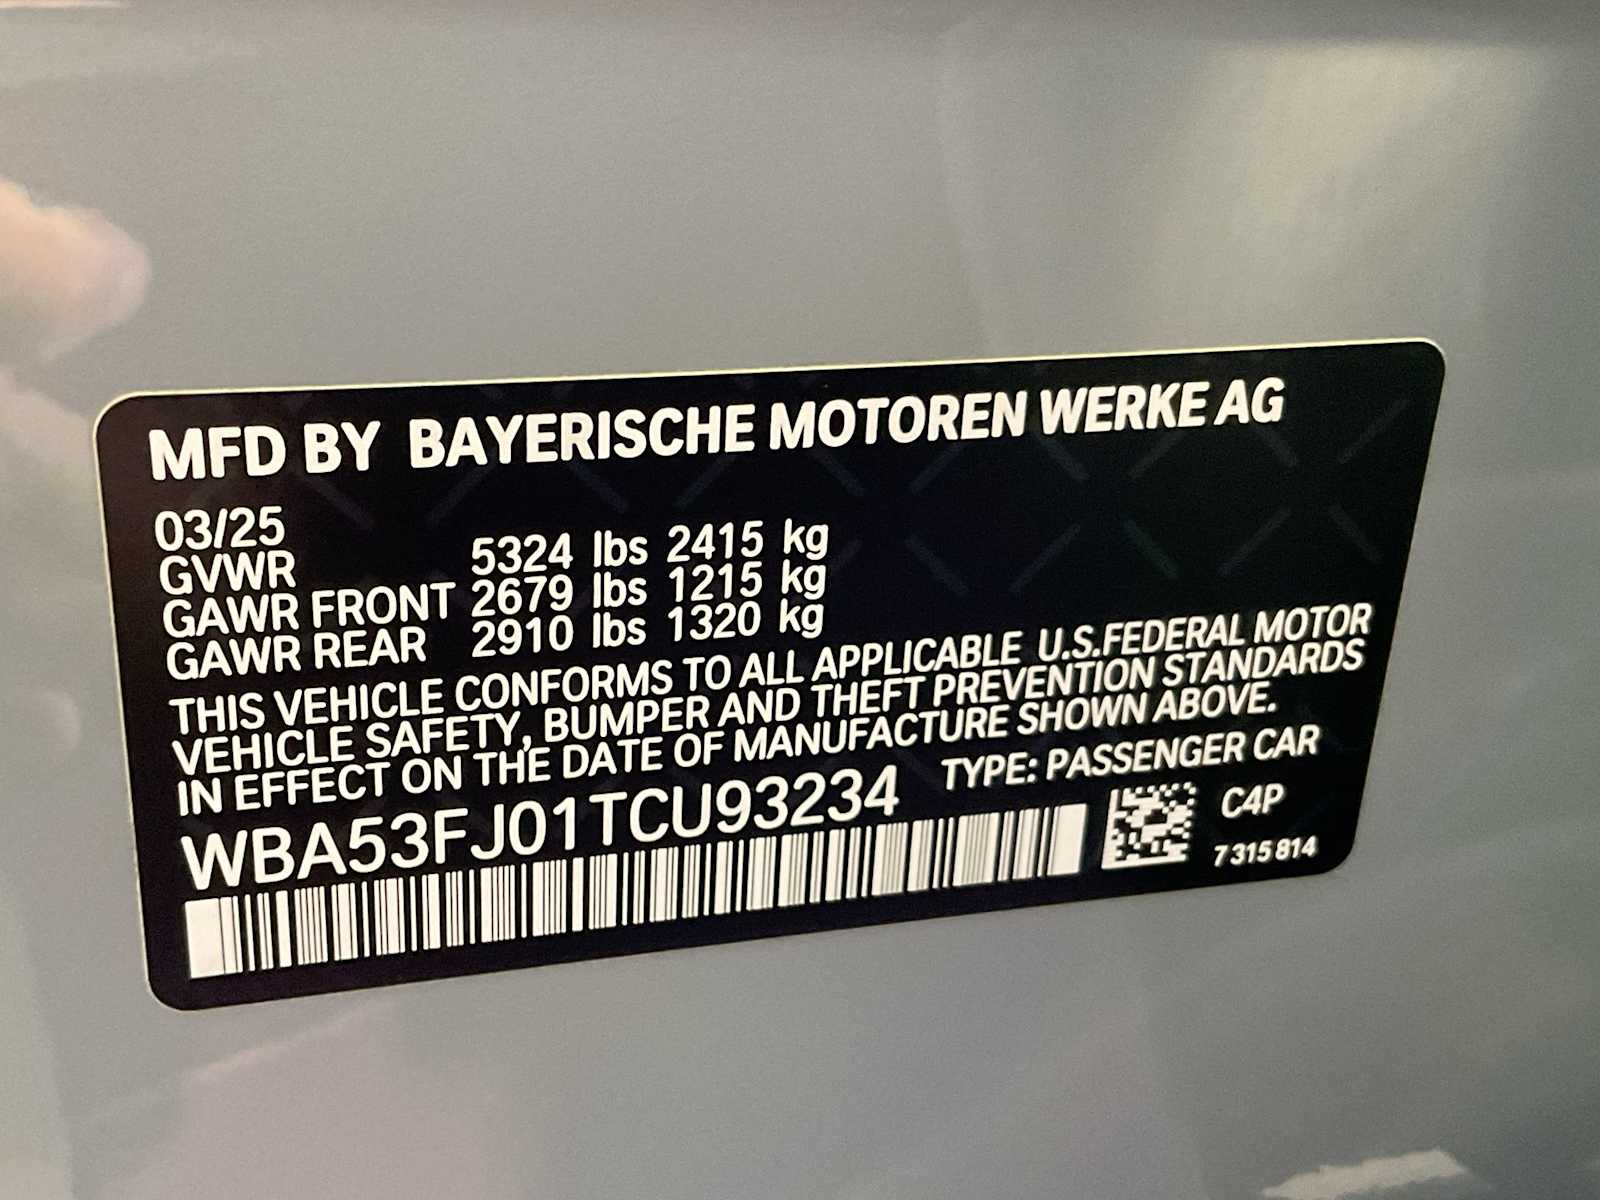 MFD BY BAYERISCHE MOTOREN WERKE AG
03/25
GVWR 5324 lbs 2415 kg
GAWR FRONT 2679 lbs 1215 kg
GAWR REAR 2910 lbs 1320 kg
THIS VEHICLE CONFORMS TO ALL APPLICABLE U.S.FEDERAL MOTOR
VEHICLE SAFETY, BUMPER AND THEFT PREVENTION STANDARDS
IN EFFECT ON THE DATE OF MANUFACTURE SHOWN ABOVE.
WBA53FJ01TCU93234 TYPE: PASSENGER CAR
C4P
7 315 814